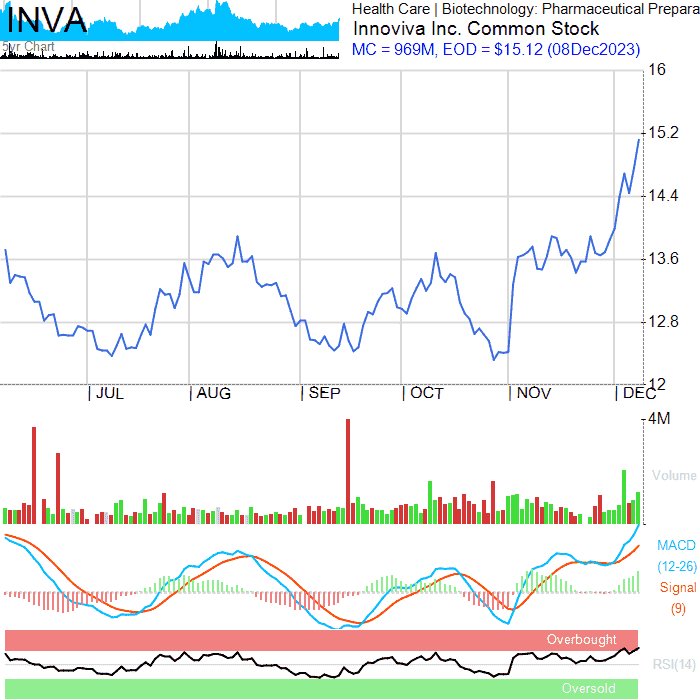 INVA
5yr Chart
Health Care | Biotechnology: Pharmaceutical Prepara
Innoviva Inc. Common Stock
MC = 969M, EOD = $15.12 (08Dec2023)
16
15.2
14.4
13.6
12.8
12
JUL AUG SEP OCT NOV DEC
4M
Volume
MACD
(12-26)
Signal
(9)
Overbought
RSI(14)
Oversold